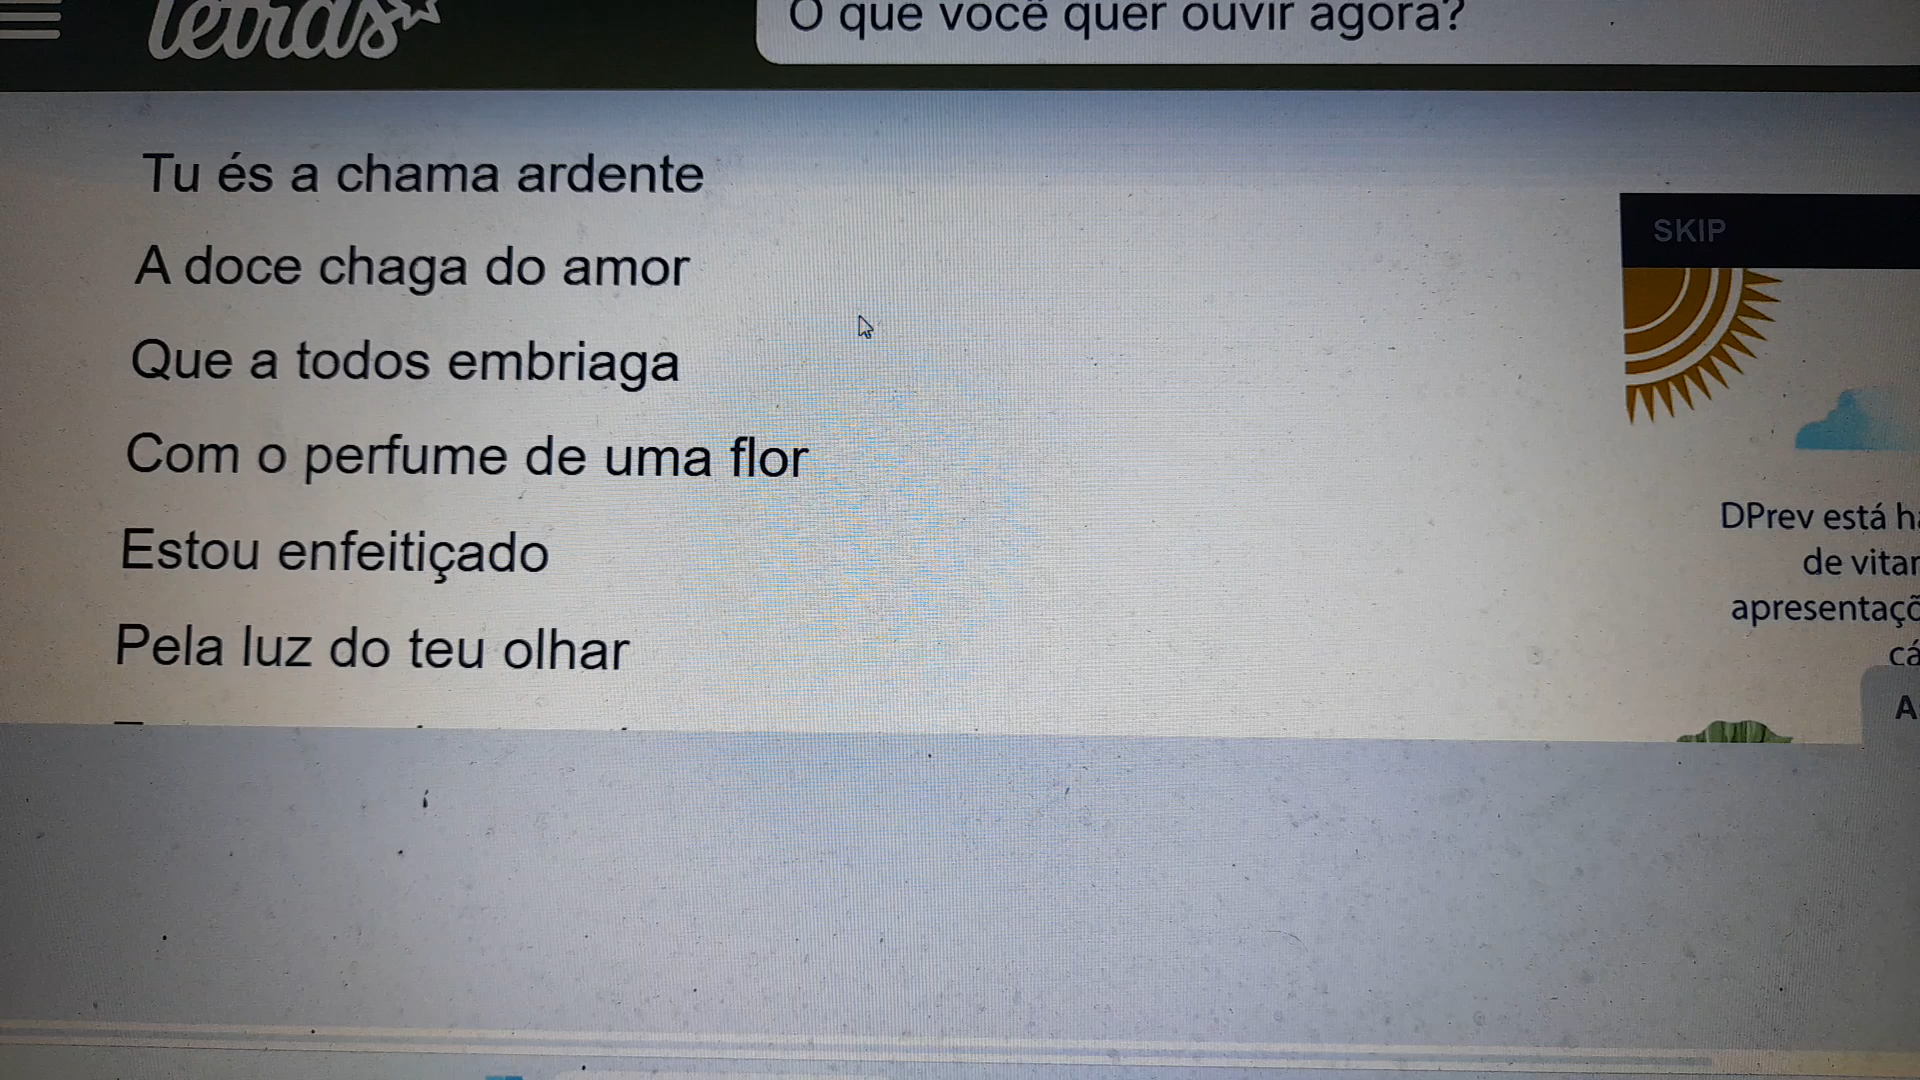 letras
O que você quer ouvir agora?
Tu és a chama ardente
A doce chaga do amor
Que a todos embriaga
Com o perfume de uma flor
Estou enfeitiçado
Pela luz do teu olhar
SKIP
DPrev está
de
cá
A